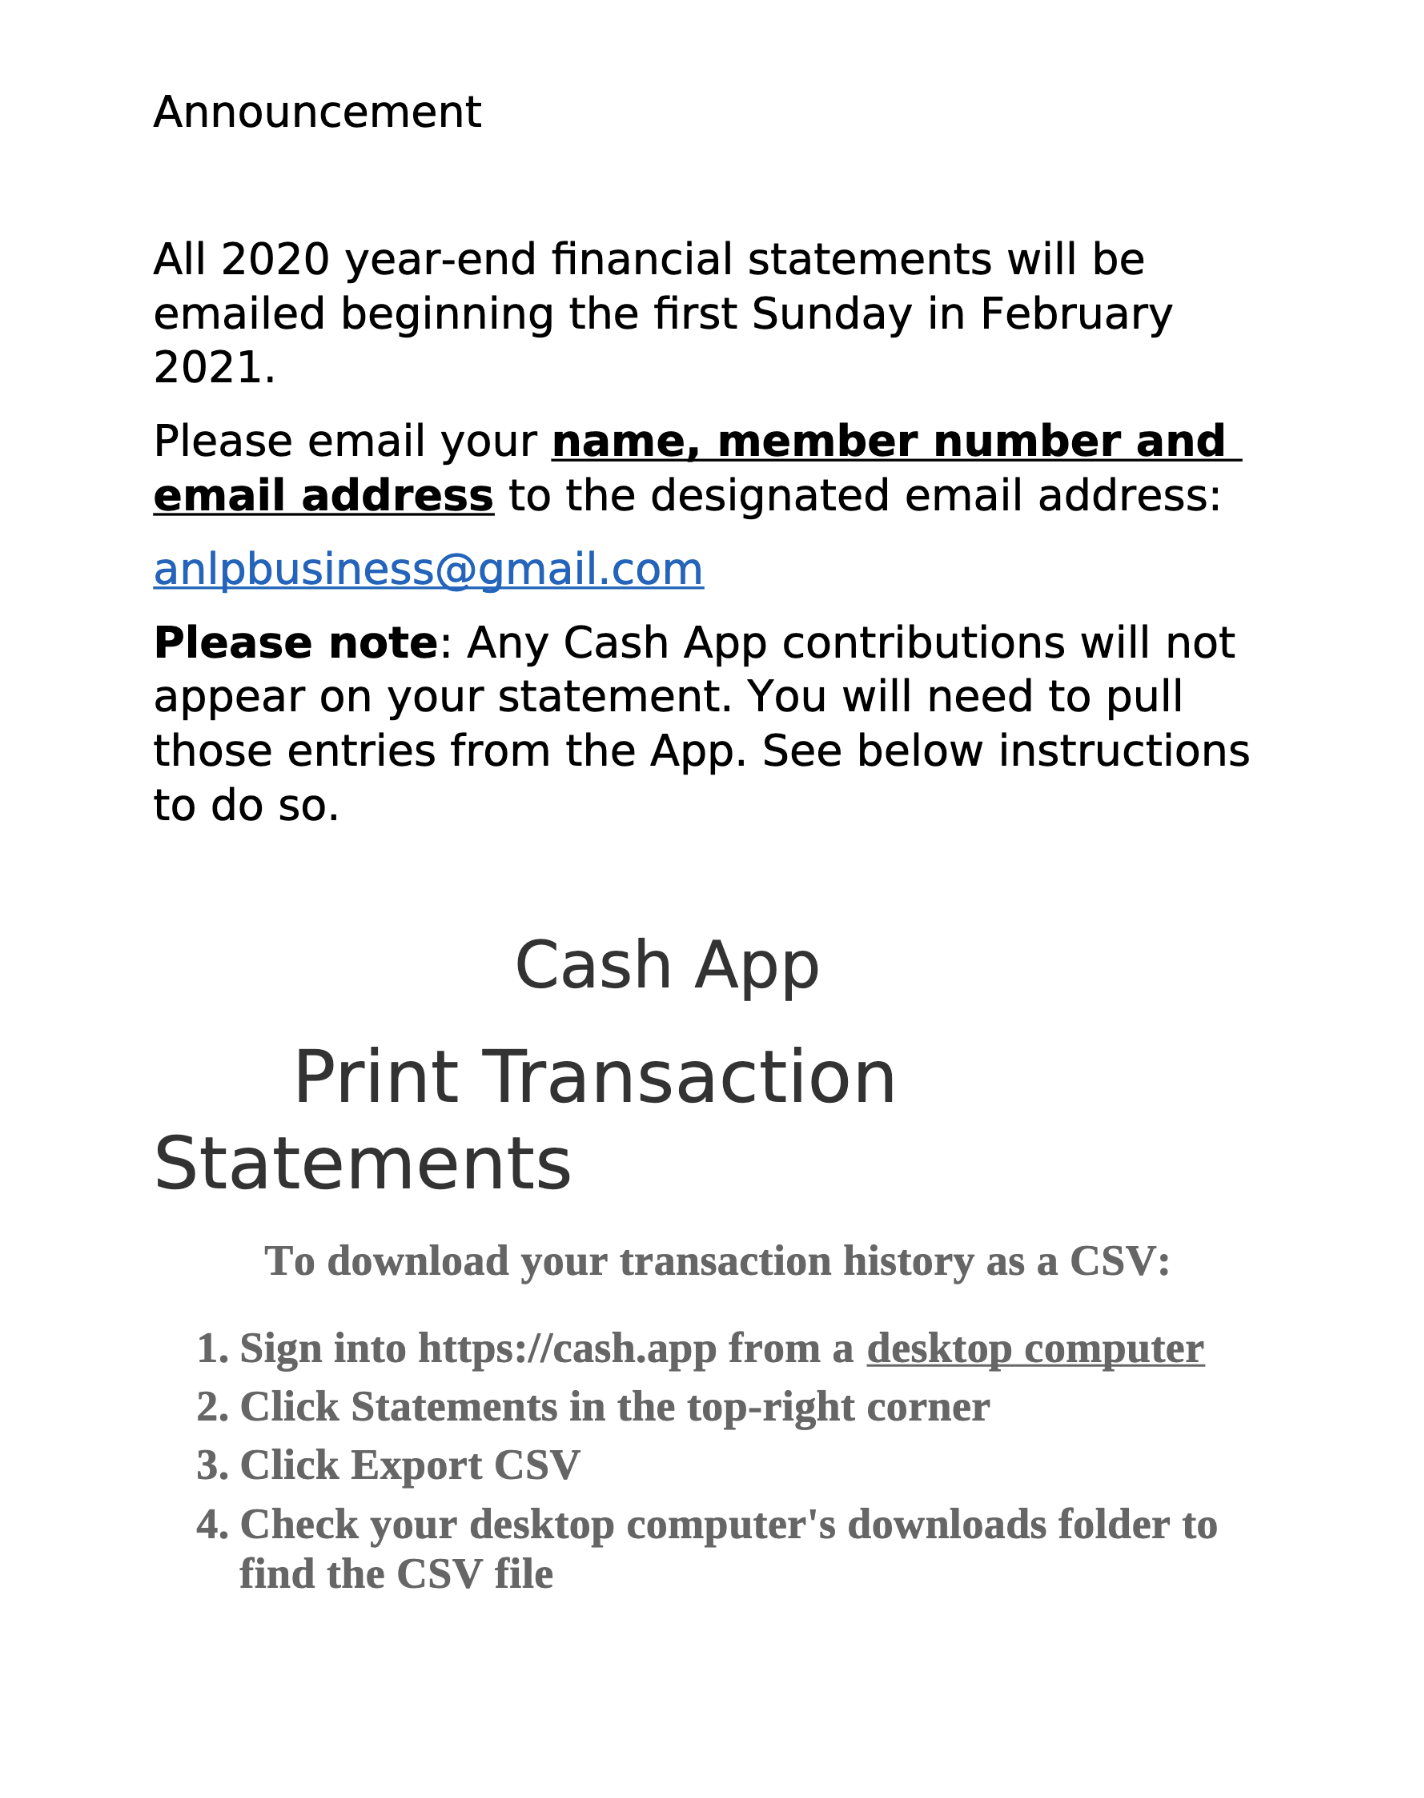 Announcement
All 2020 year-end financial statements will be
emailed beginning the first Sunday in February
2021.
Please email your name, member number and
email address to the designated email address:
anlpbusiness@gmail.com
Please note: Any Cash App contributions will not
appear on your statement. You will need to pull
those entries from the App. See below instructions
to do so.
Cash App
Print Transaction
Statements
To download your transaction history as a CSV:
1. Sign into https://cash.app from a desktop computer
2. Click Statements in the top-right corner
3. Click Export CSV
4. Check your desktop computer's downloads folder to
find the CSV file